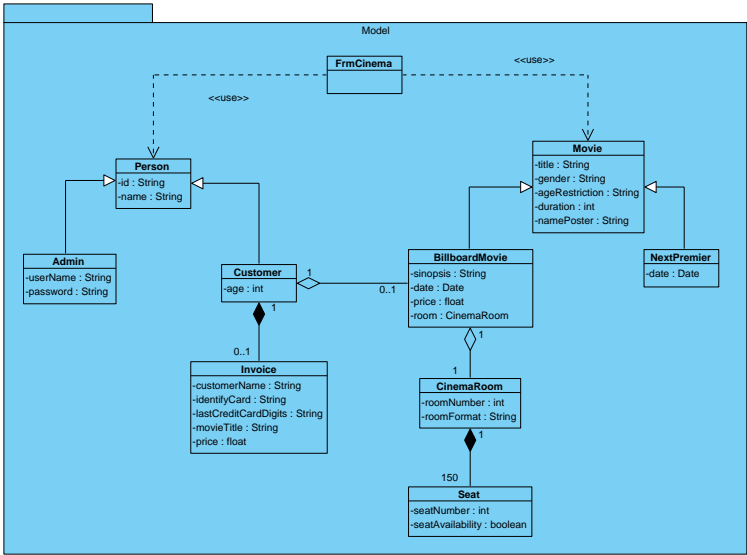 Model
FrmCinema
<<use>>
<<use>>
Person
-id : String
-name : String
Movie
-title : String
-gender : String
-ageRestriction : String
-duration : int
-namePoster : String
Admin
-userName : String
-password : String
Customer
-age : int
1
0..1
BillboardMovie
-sinopsis : String
-date : Date
-price : float
-room : CinemaRoom
NextPremier
-date : Date
1
0..1
Invoice
-customerName : String
-identifyCard : String
-lastCreditCardDigits : String
-movieTitle : String
-price : float
1
1
CinemaRoom
-roomNumber : int
-roomFormat : String
1
150
Seat
-seatNumber : int
-seatAvailability : boolean